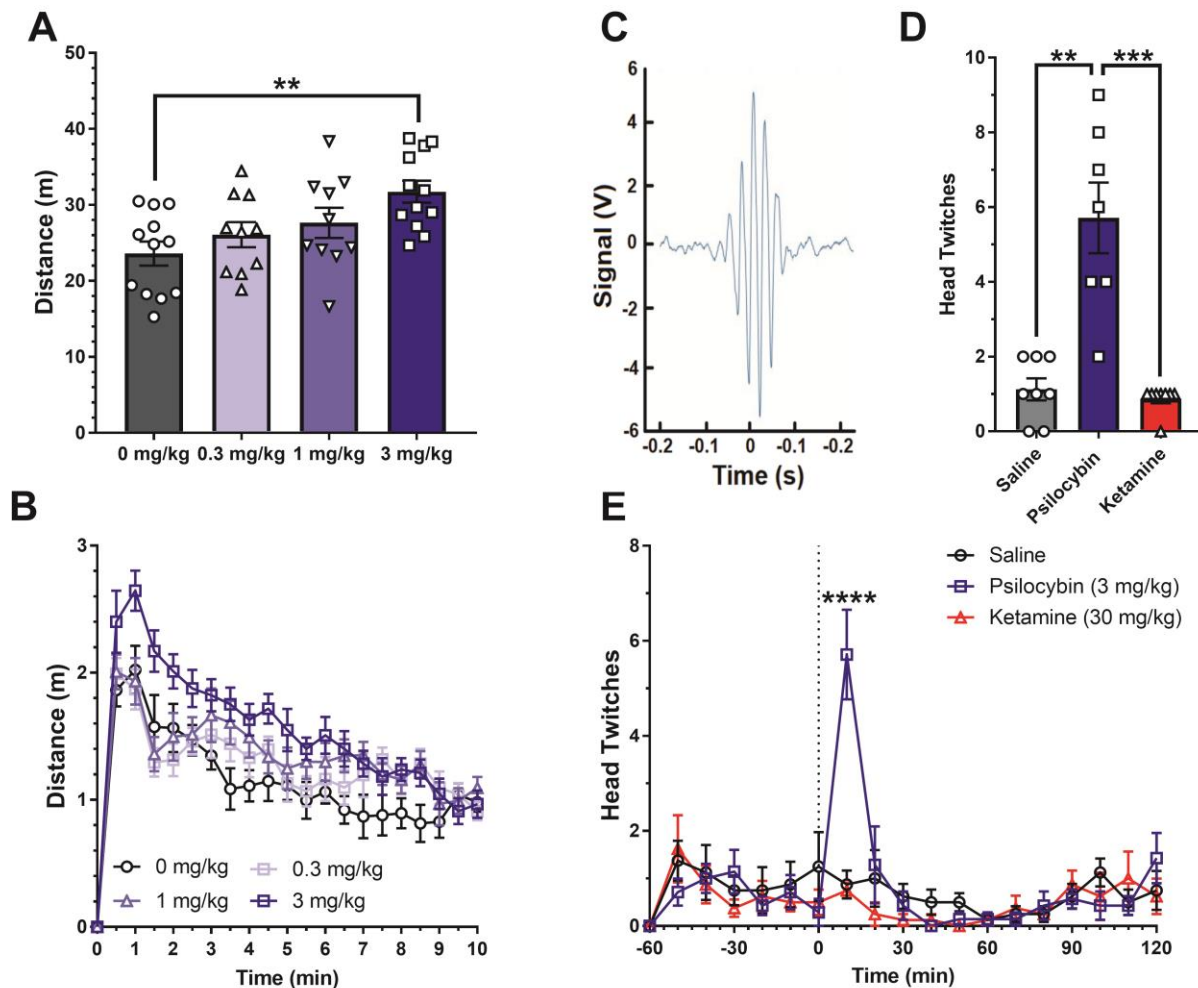 A
50
40
30
20
10
0
Distance (m)
**
0 mg/kg 0.3 mg/kg 1 mg/kg 3 mg/kg
C
6
4
2
0
-2
-4
-6
Signal (V)
-0.2 -0.1 0 -0.1 -0.2
Time (s)
D
10
8
6
4
2
0
Head Twitches
** ***
Saline
Psilocybin
Ketamine
B
3
2
1
0
Distance (m)
0 mg/kg 0.3 mg/kg
1 mg/kg 3 mg/kg
0 1 2 3 4 5 6 7 8 9 10
Time (min)
E
8
6
4
2
0
Head Twitches
****
Saline
Psilocybin (3 mg/kg)
Ketamine (30 mg/kg)
-60 -30 0 30 60 90 120
Time (min)